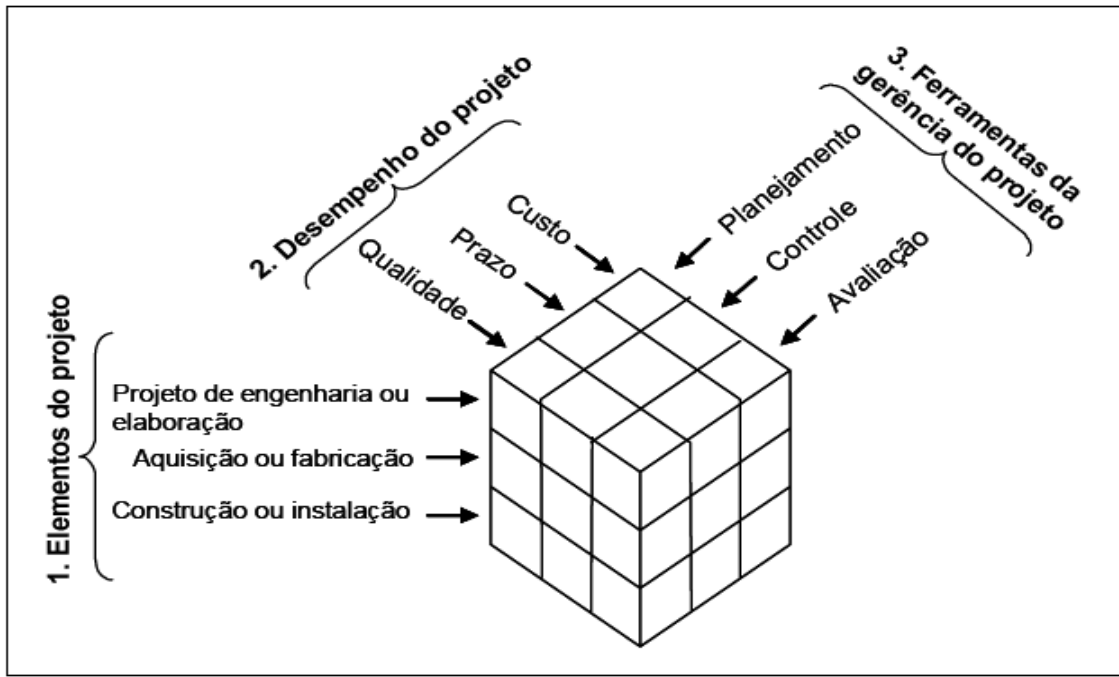 1. Elementos do projeto
Projeto de engenharia ou
elaboração
Aquisição ou fabricação
Construção ou instalação
2. Desempenho do projeto
Qualidade
Prazo
Custo
3. Ferramentas da
gerência do projeto
Planejamento
Controle
Avaliação